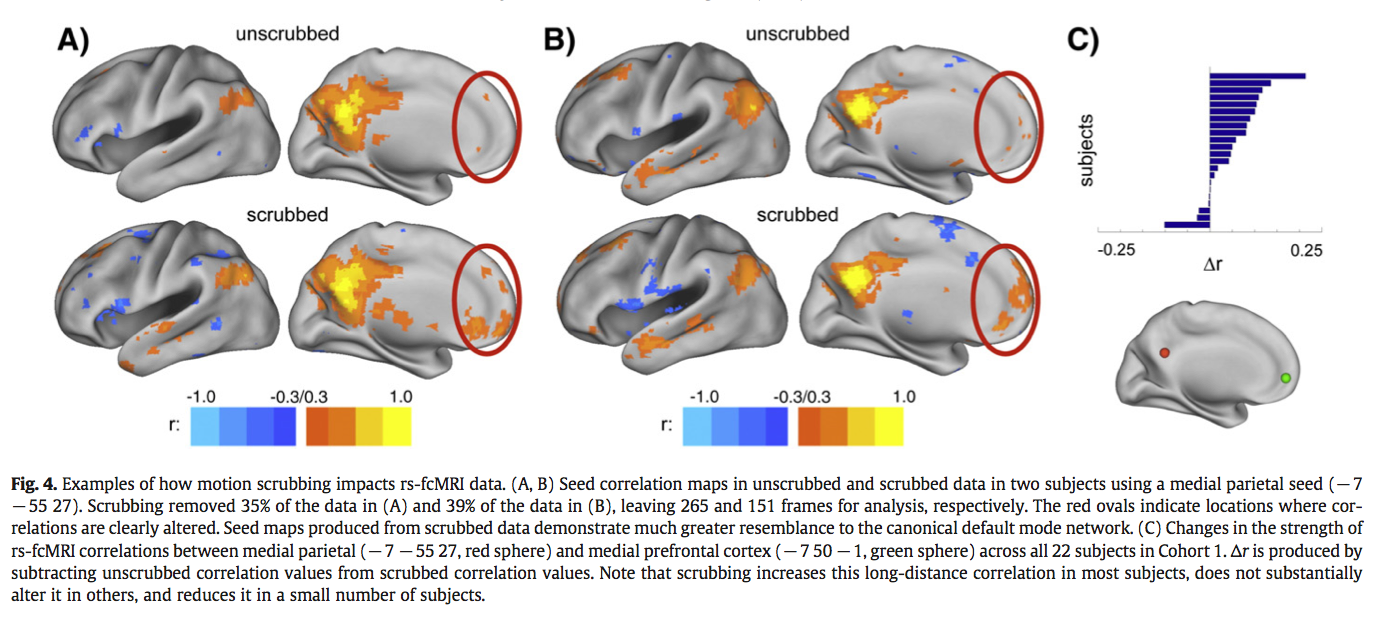 A)
unscrubbed
scrubbed
-1.0 -0.3/0.3 1.0
r:
B)
unscrubbed
scrubbed
-1.0 -0.3/0.3 1.0
r:
C)
subjects
-0.25 0.25
Δr
Fig. 4. Examples of how motion scrubbing impacts rs-fcMRI data. (A, B) Seed correlation maps in unscrubbed and scrubbed data in two subjects using a medial parietal seed (−7
−55 27). Scrubbing removed 35% of the data in (A) and 39% of the data in (B), leaving 265 and 151 frames for analysis, respectively. The red ovals indicate locations where cor-
relations are clearly altered. Seed maps produced from scrubbed data demonstrate much greater resemblance to the canonical default mode network. (C) Changes in the strength of
rs-fcMRI correlations between medial parietal (−7 −55 27, red sphere) and medial prefrontal cortex (−7 50 −1, green sphere) across all 22 subjects in Cohort 1. Δr is produced by
subtracting unscrubbed correlation values from scrubbed correlation values. Note that scrubbing increases this long-distance correlation in most subjects, does not substantially
alter it in others, and reduces it in a small number of subjects.